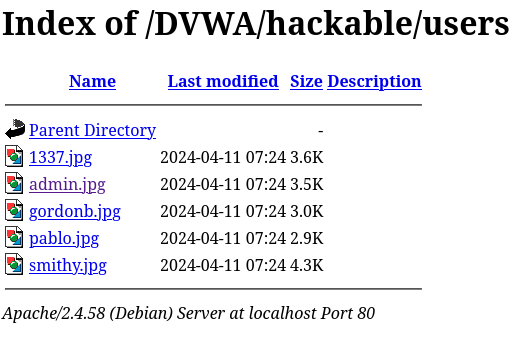 Index of /DVWA/hackable/users
Name Last modified Size Description
Parent Directory -
1337.jpg 2024-04-11 07:24 3.6K
admin.jpg 2024-04-11 07:24 3.5K
gordonb.jpg 2024-04-11 07:24 3.0K
pablo.jpg 2024-04-11 07:24 2.9K
smithy.jpg 2024-04-11 07:24 4.3K
Apache/2.4.58 (Debian) Server at localhost Port 80